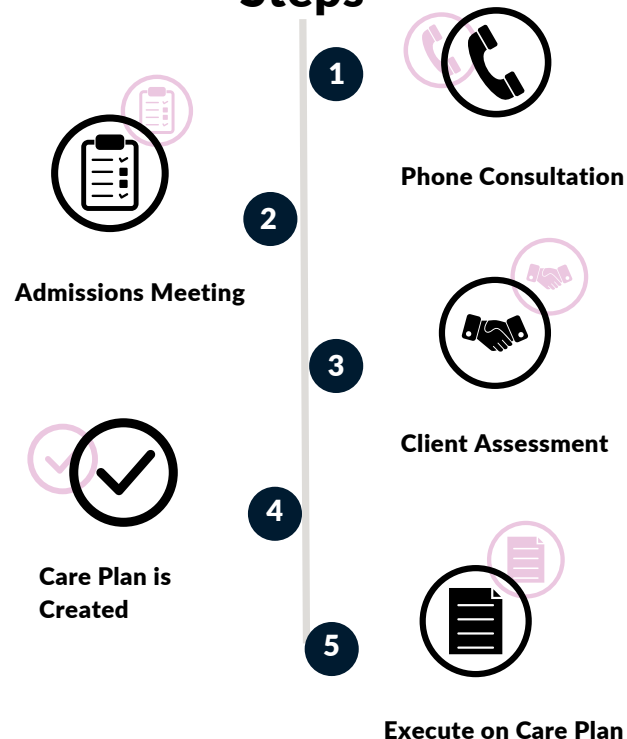 Steps
1
Phone Consultation
2
Admissions Meeting
3
Client Assessment
4
Care Plan is
Created
5
Execute on Care Plan